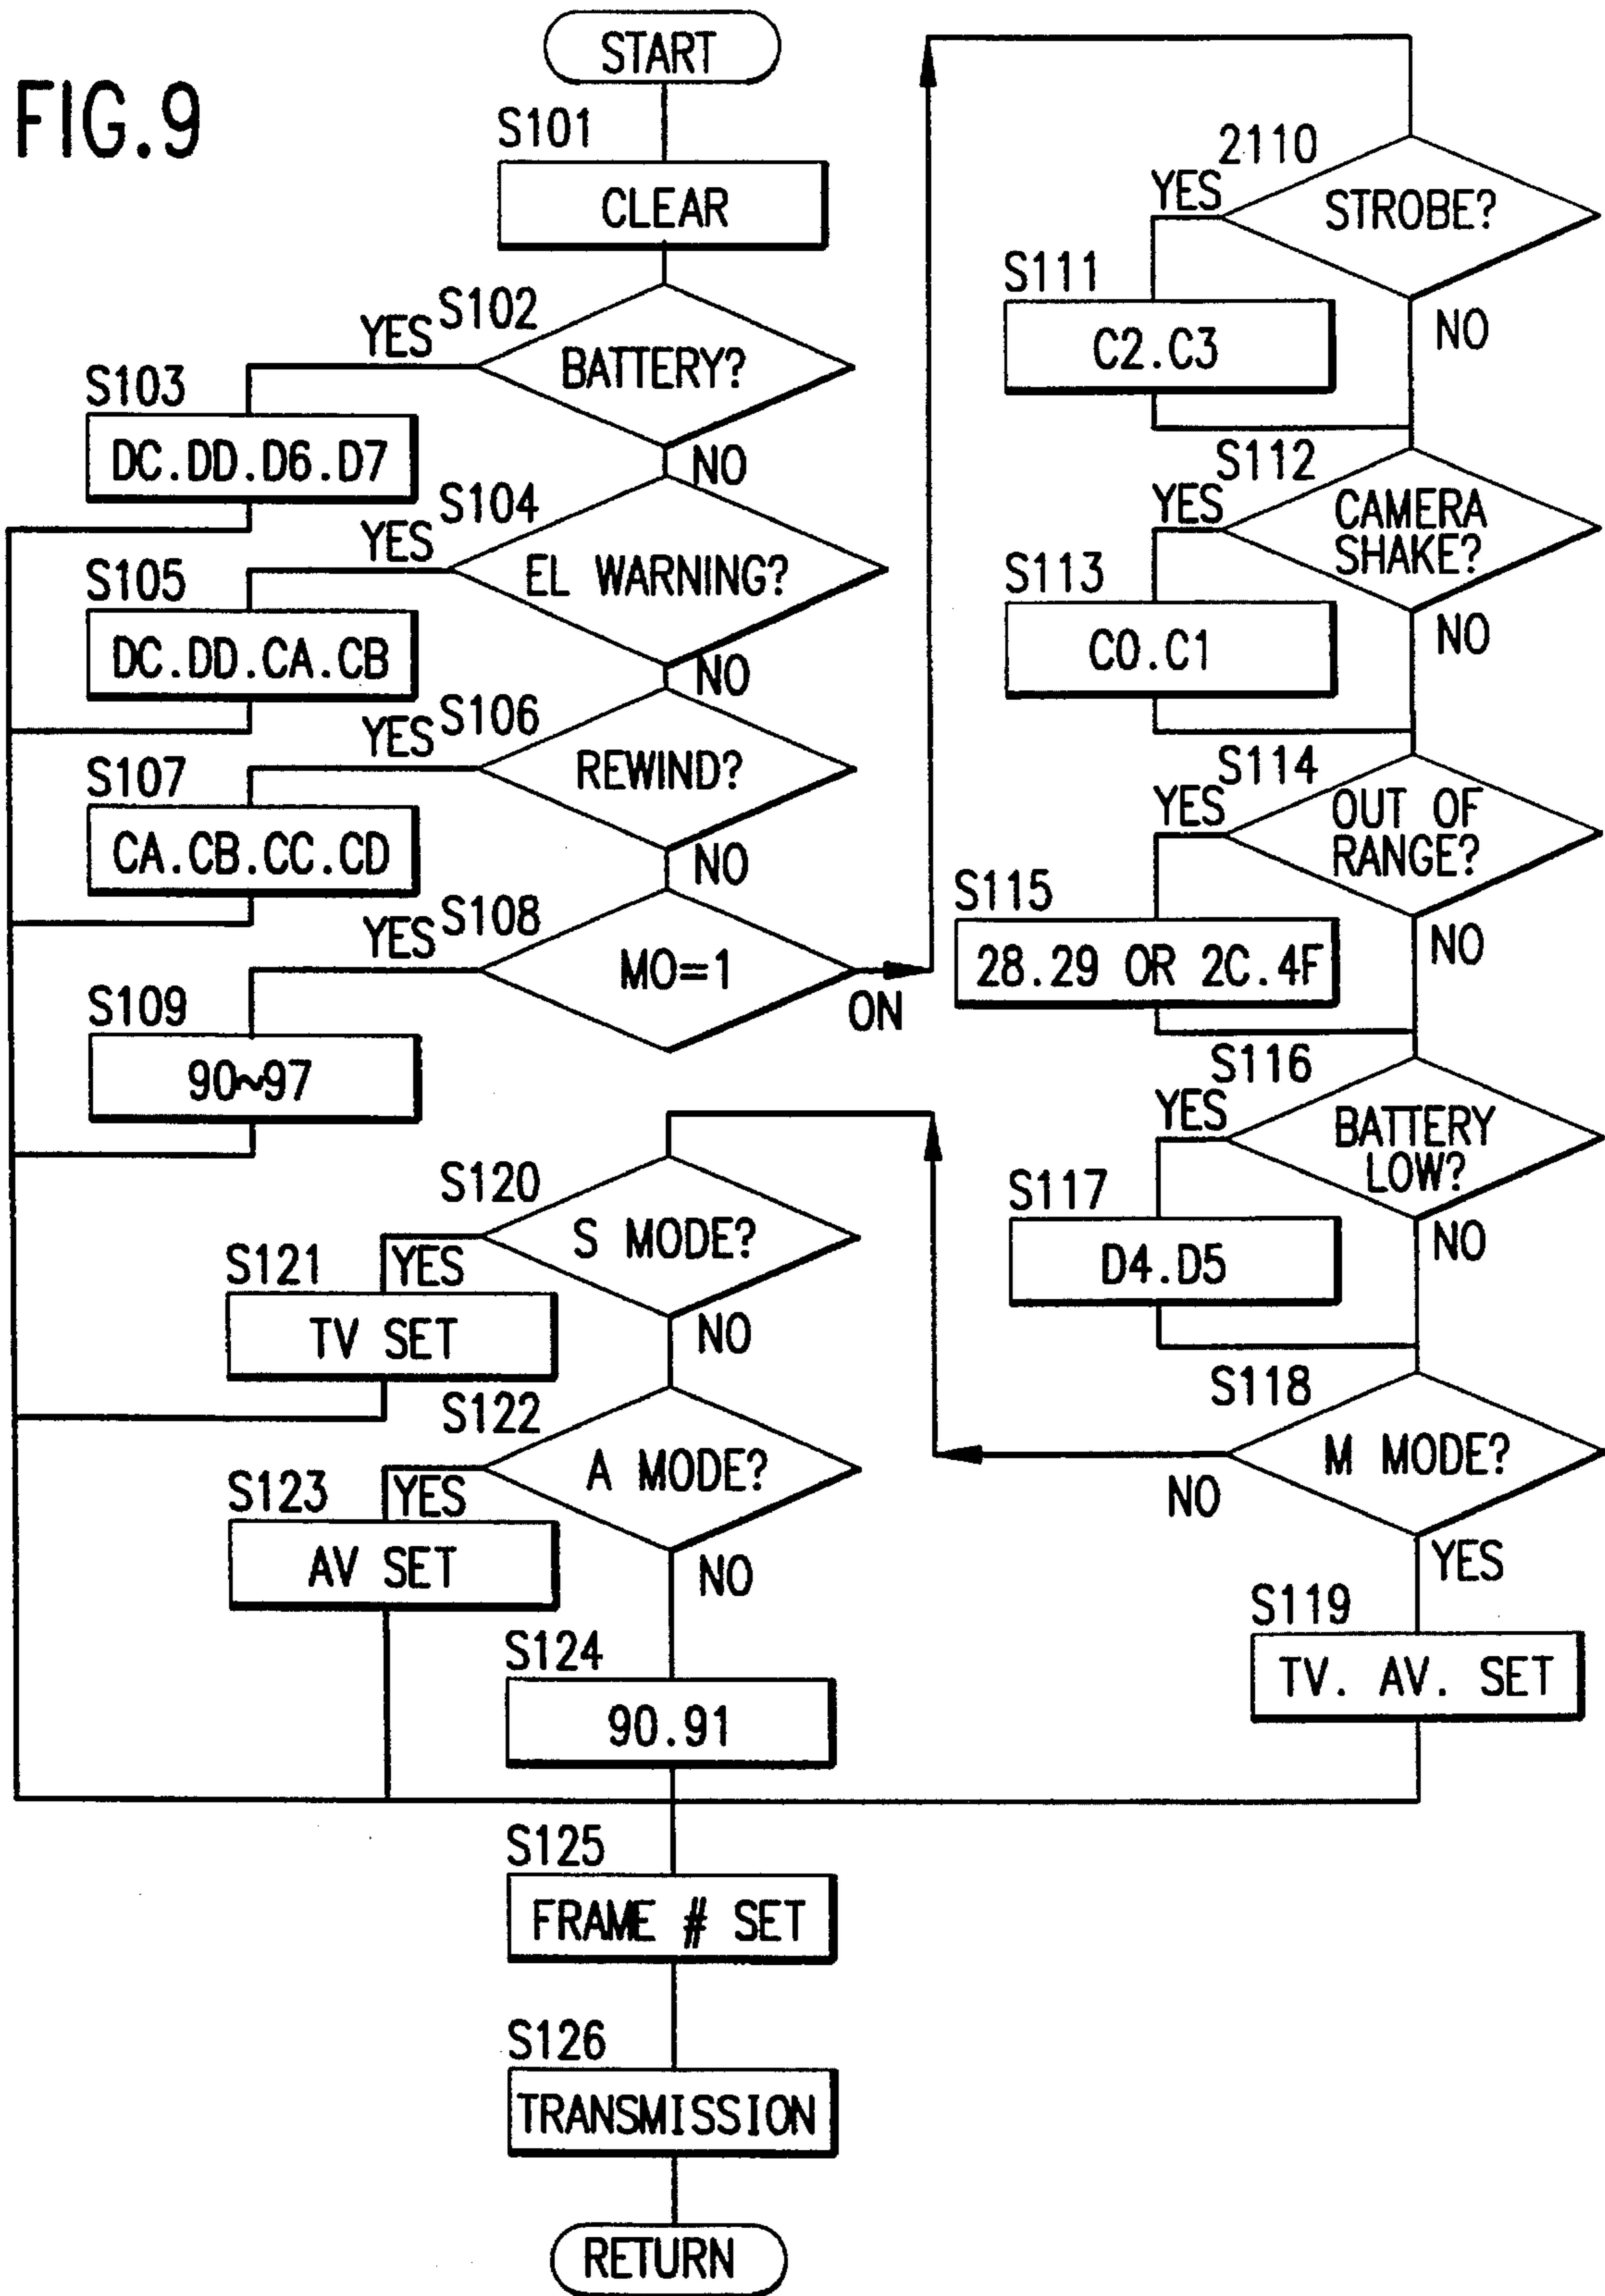 FIG.9
START
S101
CLEAR
S102
BATTERY?
YES
NO
S103
DC.DD.D6.D7
S104
EL WARNING?
YES
NO
S105
DC.DD.CA.CB
S106
REWIND?
YES
NO
S107
CA.CB.CC.CD
S108
MO=1
YES
ON
S109
90~97
2110
STROBE?
YES
NO
S111
C2.C3
S112
CAMERA
SHAKE?
YES
NO
S113
C0.C1
S114
OUT OF
RANGE?
YES
NO
S115
28.29 OR 2C.4F
S116
BATTERY
LOW?
YES
NO
S117
D4.D5
S118
M MODE?
NO
YES
S119
TV. AV. SET
S120
S MODE?
YES
NO
S121
TV SET
S122
A MODE?
YES
NO
S123
AV SET
S124
90.91
S125
FRAME # SET
S126
TRANSMISSION
RETURN